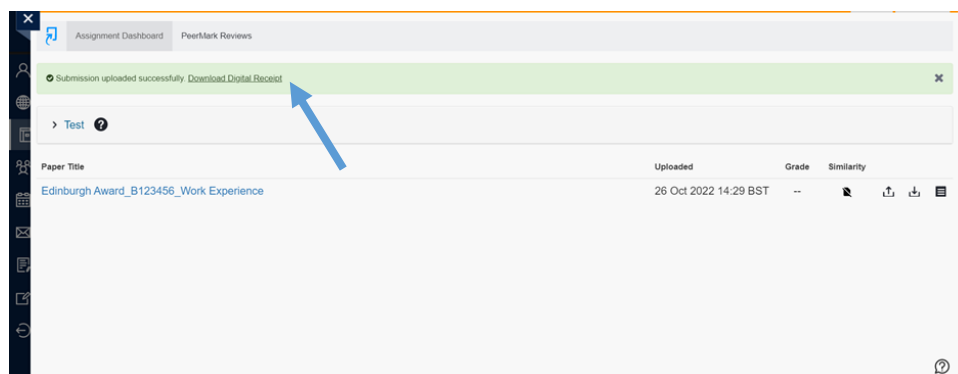 Assignment Dashboard PeerMark Reviews
Submission uploaded successfully. Download Digital Receipt
Test
Paper Title Uploaded Grade Similarity
Edinburgh Award_B123456_Work Experience 26 Oct 2022 14:29 BST --